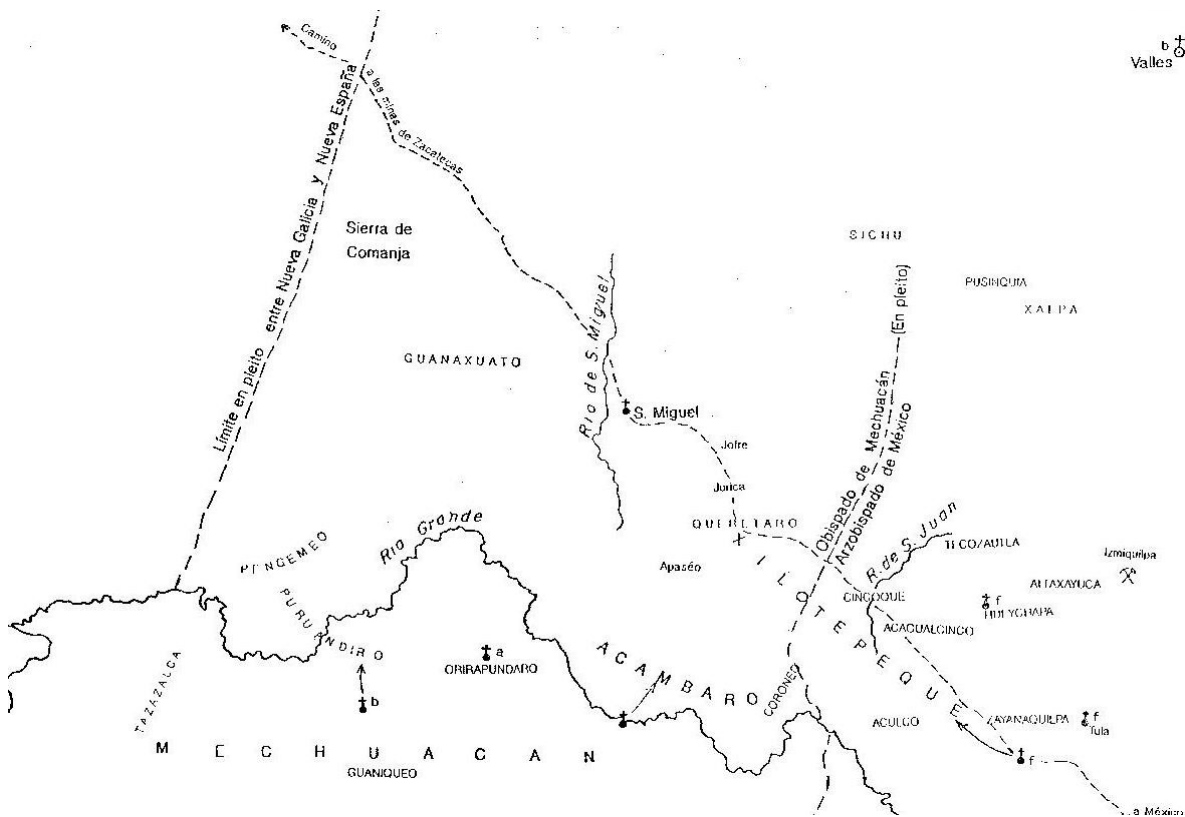 Camino
a las minas de Zacatecas
b
Valles
Límite en pleito entre Nueva Galicia y Nueva España
Sierra de
Comanja
SICHU
PUSINQUIA
XALPA
(En pleito)
GUANAXUATO
Río de S. Miguel
S. Miguel
Jofre
Jurica
Obispado de Mechuacán
Arzobispado de México
QUERETARO
Río Grande
R. de S. Juan
TECOZAUTLA
Izmiquilpa
PENGEMEO
Apaséo
XILOTEPEQUE
CINCOQUE
ALTAXAYUCA
f
HUEYCHAPA
PURUANDIRO
ACAGUALCINCO
a
ORIRAPUNDARO
ACAMBARO
CORONEO
TAZAZALCA
b
ACULCO
ZAYANAQUILPA
f
Tula
MECHUACAN
GUANIQUEO
f
a México